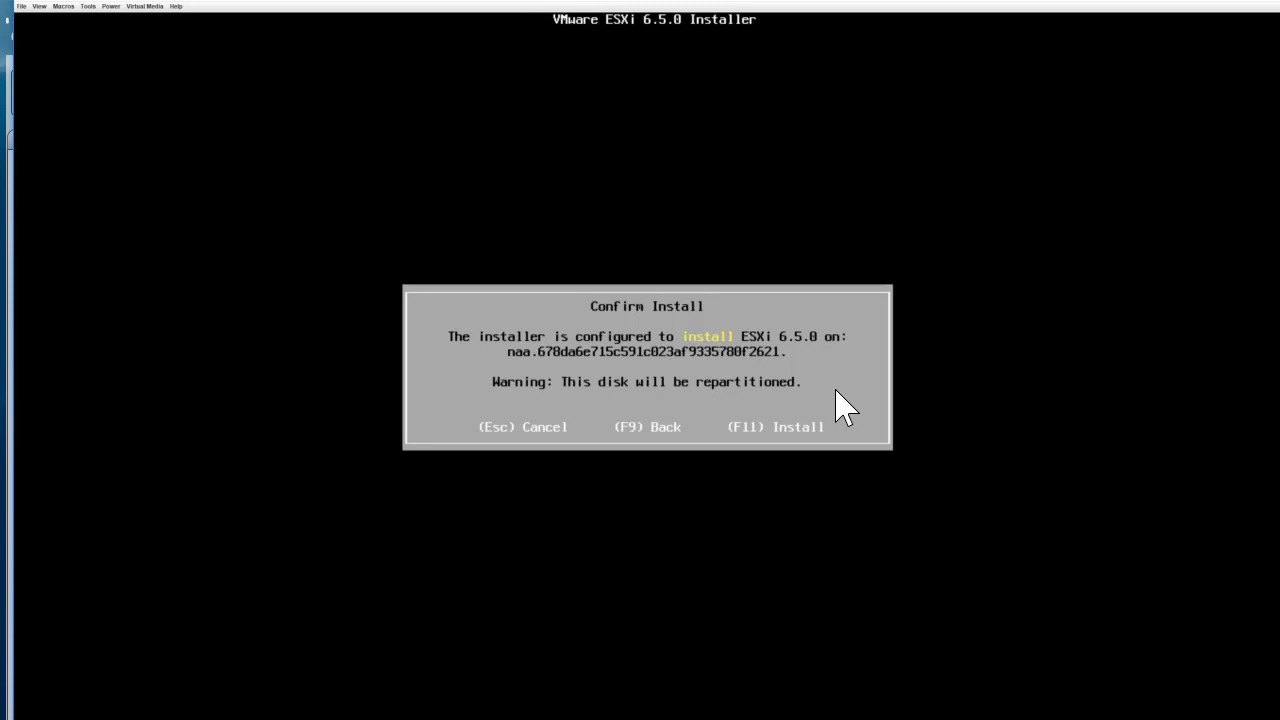 File View Macros Tools Power Virtual Media Help
VMware ESXi 6.5.0 Installer
Confirm Install
The installer is configured to install ESXi 6.5.0 on:
naa.678da6e715c591c023af9335780f2621.
Warning: This disk will be repartitioned.
(Esc) Cancel (F9) Back (F11) Install